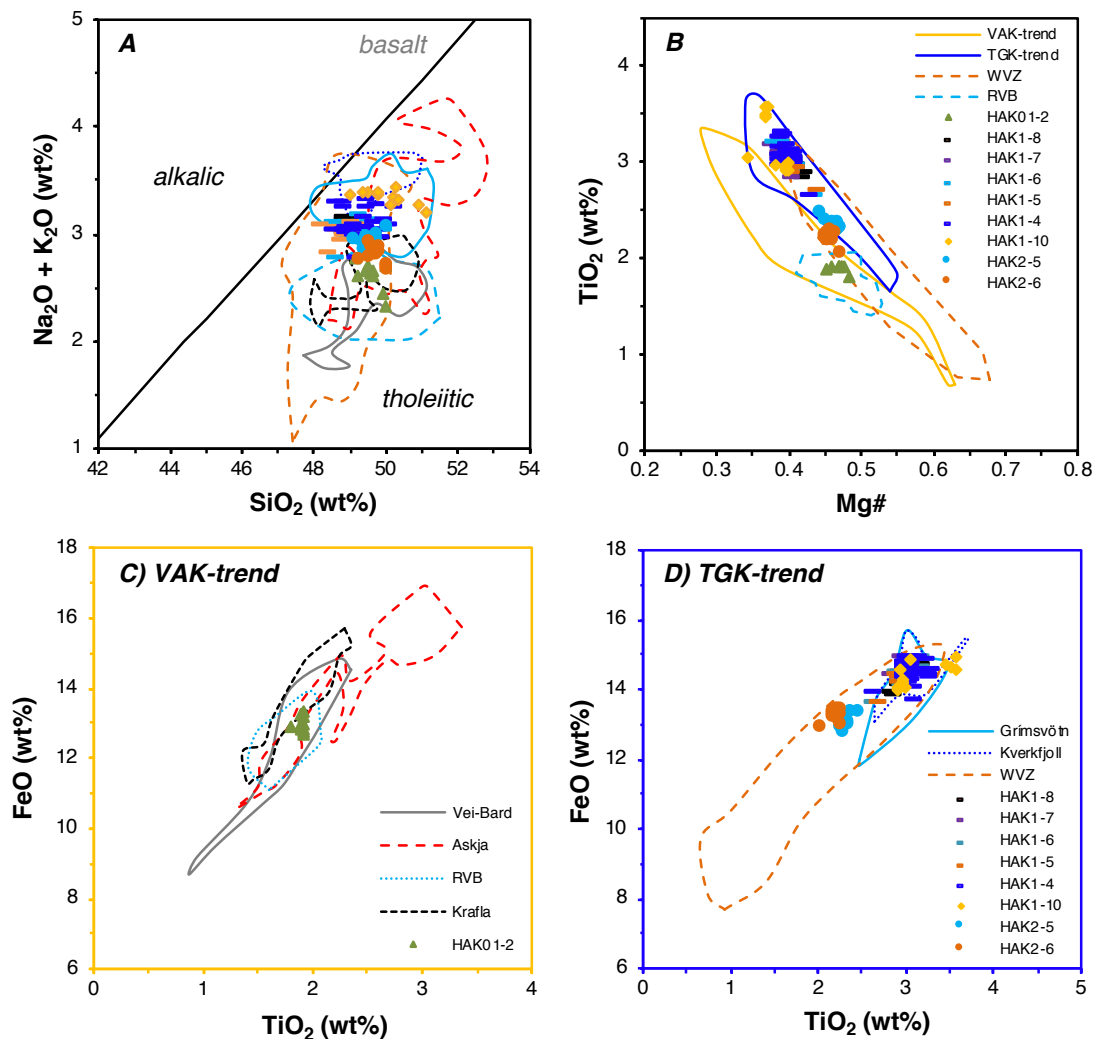 A
basalt
alkalic
tholeiitic
Na2O + K2O (wt%)
5
4
3
2
1
42 44 46 48 50 52 54
SiO2 (wt%)
B
VAK-trend
TGK-trend
WVZ
RVB
HAK01-2
HAK1-8
HAK1-7
HAK1-6
HAK1-5
HAK1-4
HAK1-10
HAK2-5
HAK2-6
TiO2 (wt%)
4
3
2
1
0
0.2 0.3 0.4 0.5 0.6 0.7 0.8
Mg#
C) VAK-trend
FeO (wt%)
18
16
14
12
10
8
6
Vei-Bard
Askja
RVB
Krafla
HAK01-2
0 1 2 3 4
TiO2 (wt%)
D) TGK-trend
FeO (wt%)
18
16
14
12
10
8
6
Grímsvötn
Kverkfjoll
WVZ
HAK1-8
HAK1-7
HAK1-6
HAK1-5
HAK1-4
HAK1-10
HAK2-5
HAK2-6
0 1 2 3 4 5
TiO2 (wt%)